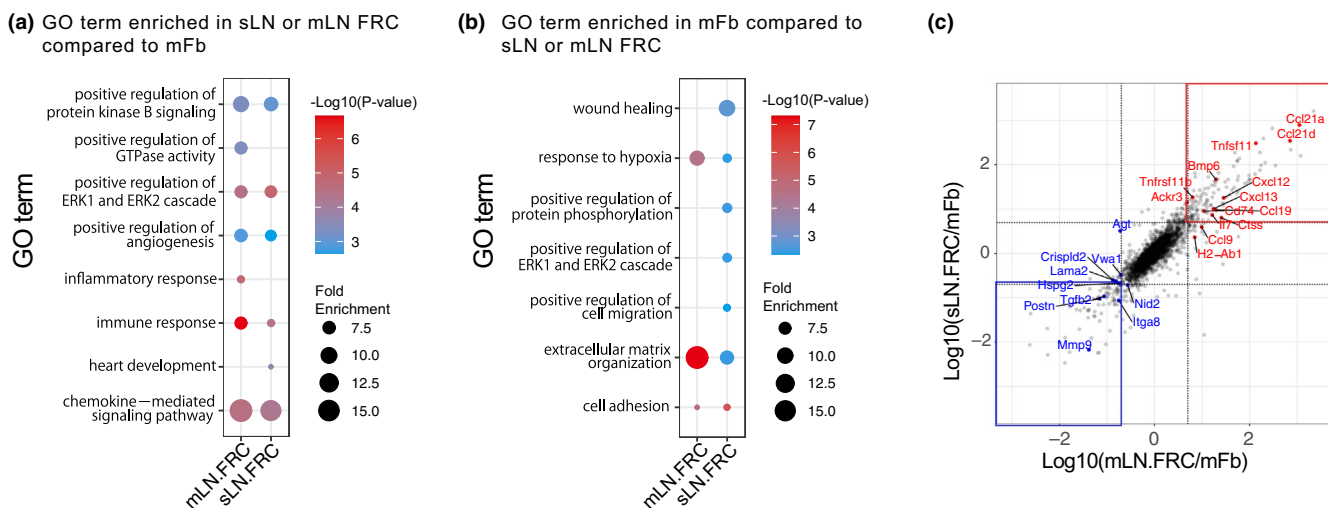 (a) GO term enriched in sLN or mLN FRC
compared to mFb
GO term
positive regulation of
protein kinase B signaling
positive regulation of
GTPase activity
positive regulation of
ERK1 and ERK2 cascade
positive regulation of
angiogenesis
inflammatory response
immune response
heart development
chemokine−mediated
signaling pathway
mLN.FRC
sLN.FRC
-Log10(P-value)
6
5
4
3
Fold
Enrichment
7.5
10.0
12.5
15.0
(b) GO term enriched in mFb compared to
sLN or mLN FRC
GO term
wound healing
response to hypoxia
positive regulation of
protein phosphorylation
positive regulation of
ERK1 and ERK2 cascade
positive regulation of
cell migration
extracellular matrix
organization
cell adhesion
mLN.FRC
sLN.FRC
-Log10(P-value)
7
6
5
4
3
Fold
Enrichment
7.5
10.0
12.5
15.0
(c)
Log10(sLN.FRC/mFb)
2
0
−2
Ccl21a
Ccl21d
Tnfsf11
Bmp6
Tnfrsf11b
Cxcl12
Ackr3
Cxcl13
Cd74
Ccl19
Il7
Ctss
Ccl9
H2−Ab1
Agt
Crispld2
Vwa1
Lama2
Hspg2
Postn
Tgfb2
Nid2
Itga8
Mmp9
−2
0
2
Log10(mLN.FRC/mFb)